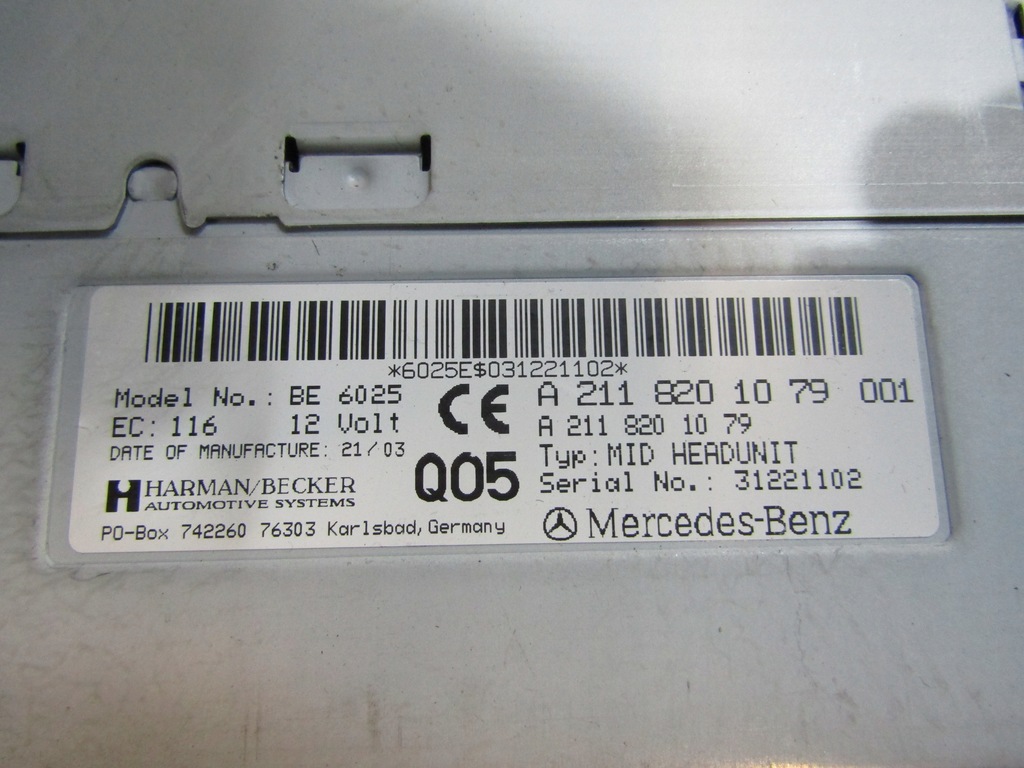 *6025E$031221102*
Model No.: BE 6025
EC: 116 12 Volt
DATE OF MANUFACTURE: 21/03
HARMAN/BECKER
AUTOMOTIVE SYSTEMS
PO-Box 742260 76303 Karlsbad, Germany
CE
Q05
A 211 820 10 79 001
A 211 820 10 79
Typ: MID HEADUNIT
Serial No.: 31221102
Mercedes-Benz